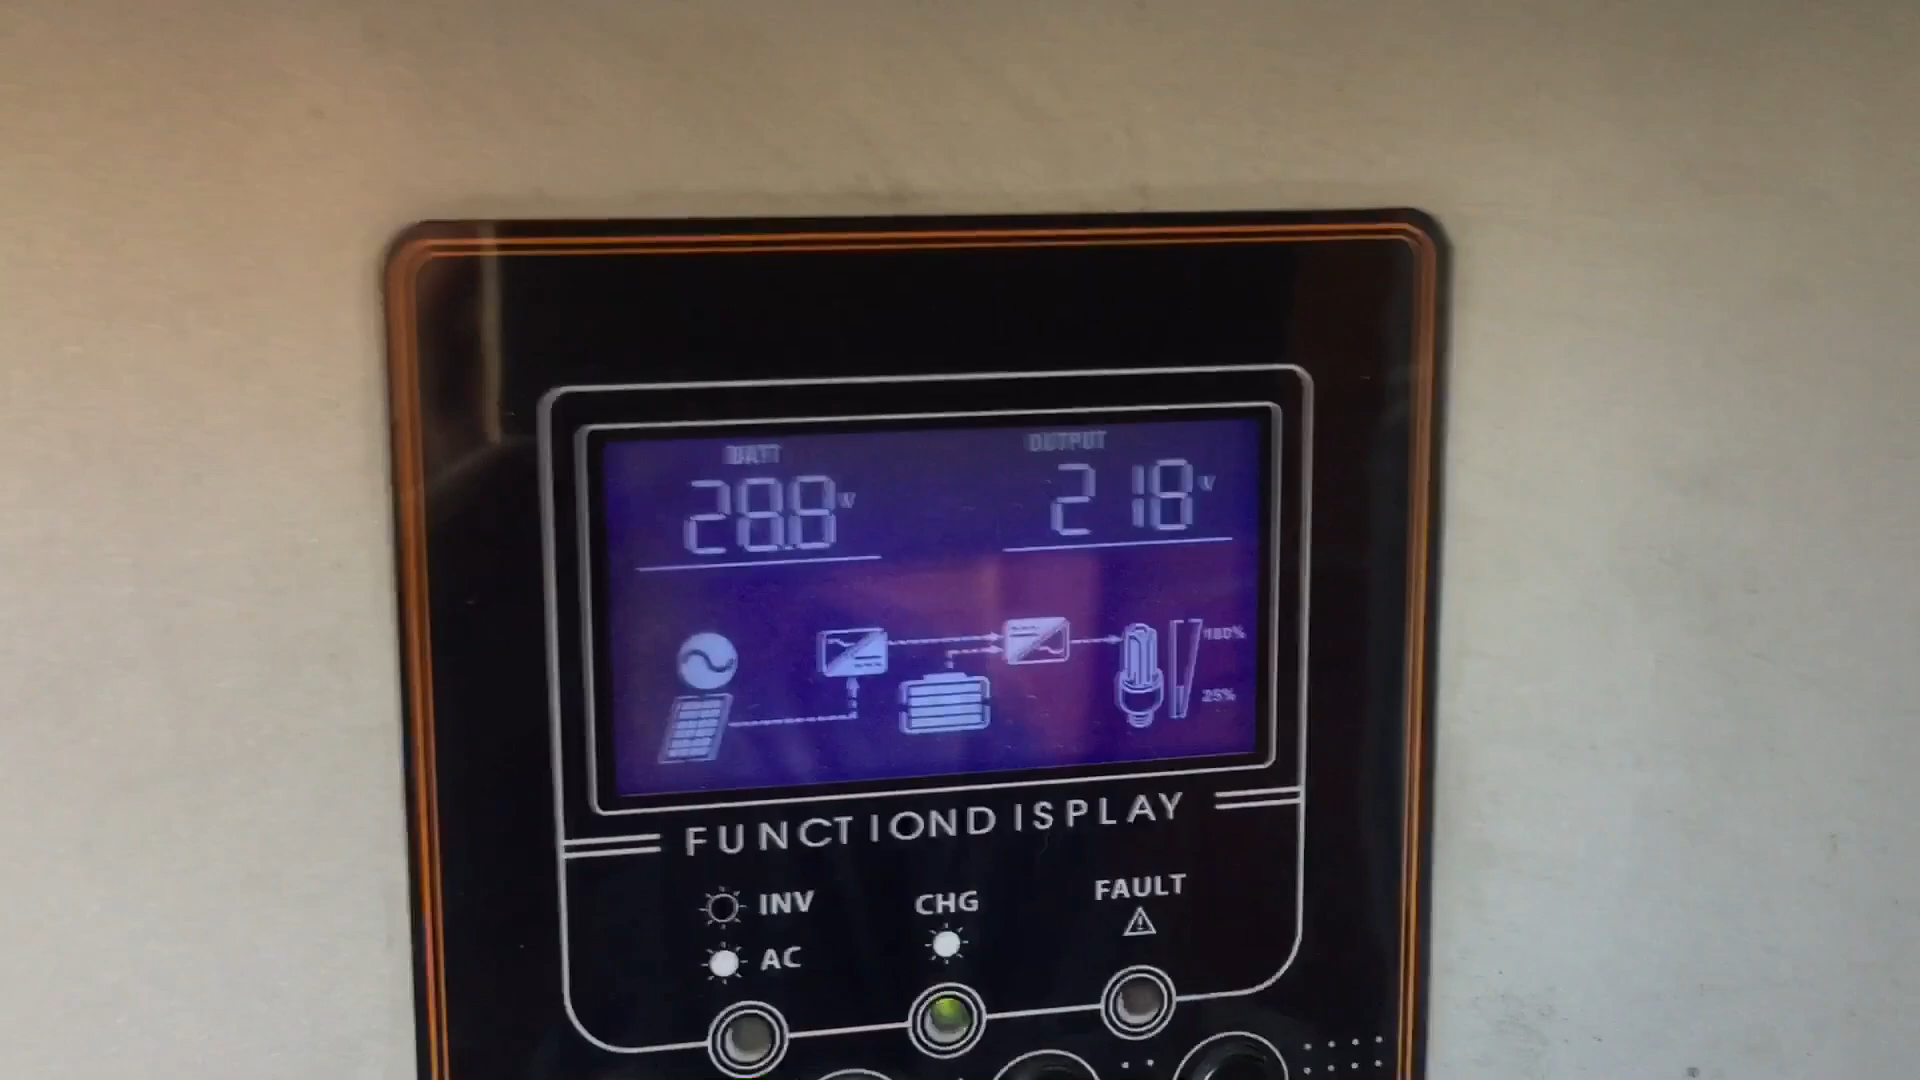 BATT OUTPUT
28.8V 218V
100%
25%
FUNCTIONDISPLAY
INV CHG FAULT
AC